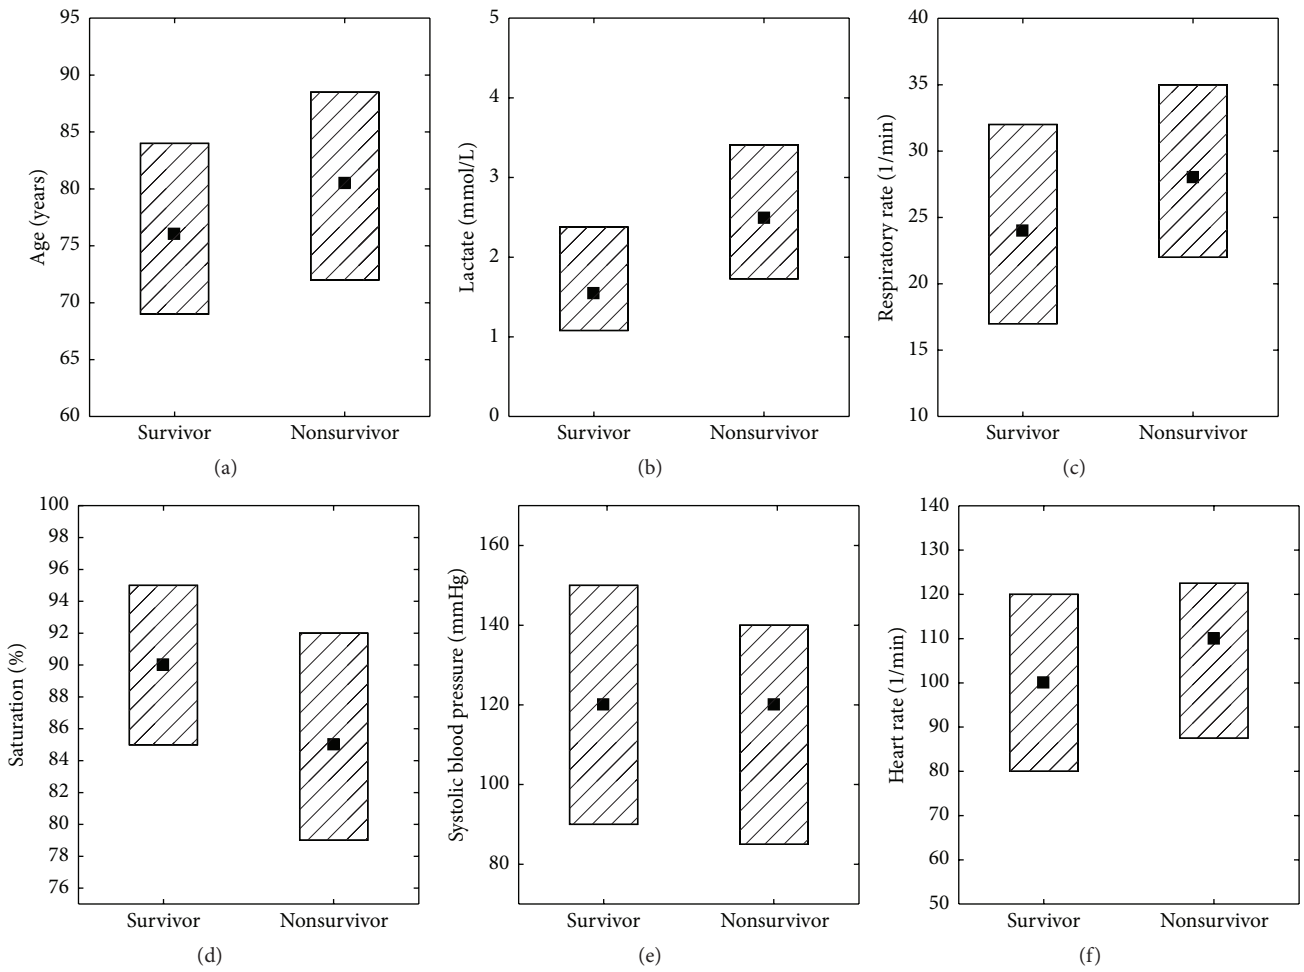 95
90
85
80
75
70
65
60
Age (years)
Survivor Nonsurvivor
(a)
5
4
3
2
1
0
Lactate (mmol/L)
Survivor Nonsurvivor
(b)
40
35
30
25
20
15
10
Respiratory rate (1/min)
Survivor Nonsurvivor
(c)
100
98
96
94
92
90
88
86
84
82
80
78
76
Saturation (%)
Survivor Nonsurvivor
(d)
160
140
120
100
80
Systolic blood pressure (mmHg)
Survivor Nonsurvivor
(e)
140
130
120
110
100
90
80
70
60
50
Heart rate (1/min)
Survivor Nonsurvivor
(f)